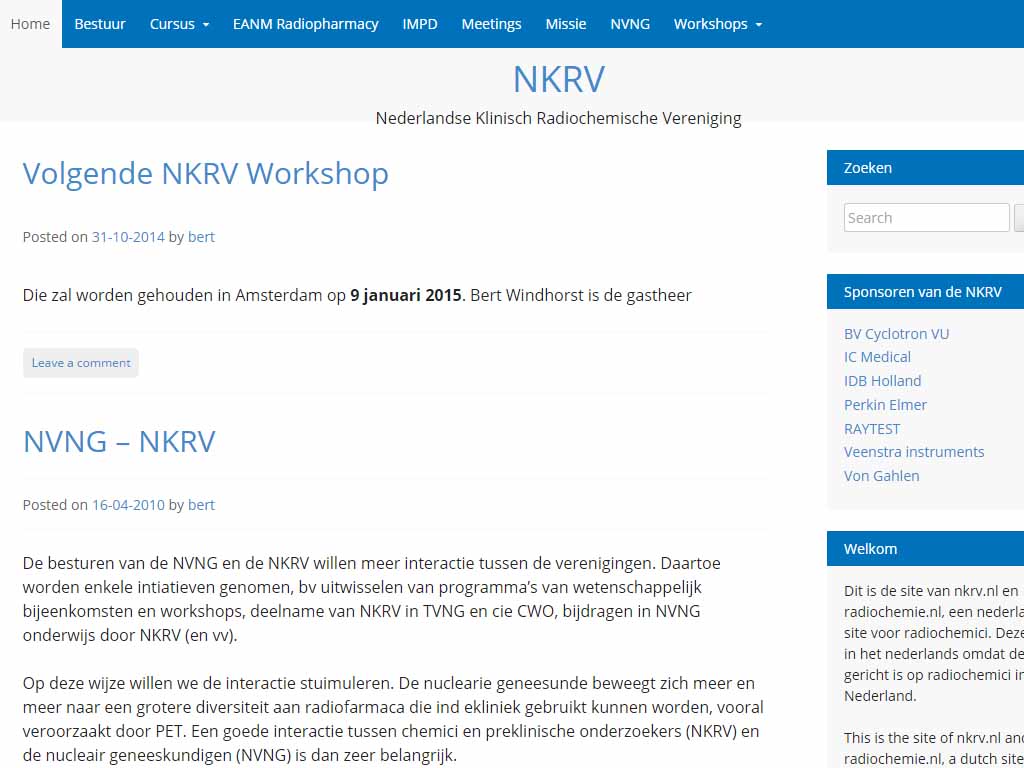 Home Bestuur Cursus EANM Radiopharmacy IMPD Meetings Missie NVNG Workshops
NKRV
Nederlandse Klinisch Radiochemische Vereniging
Volgende NKRV Workshop
Posted on 31-10-2014 by bert
Die zal worden gehouden in Amsterdam op 9 januari 2015. Bert Windhorst is de gastheer
Leave a comment
NVNG – NKRV
Posted on 16-04-2010 by bert
De besturen van de NVNG en de NKRV willen meer interactie tussen de verenigingen. Daartoe
worden enkele intiatieven genomen, bv uitwisselen van programma's van wetenschappelijk
bijeenkomsten en workshops, deelname van NKRV in TVNG en cie CWO, bijdragen in NVNG
onderwijs door NKRV (en vv).
Op deze wijze willen we de interactie stuimuleren. De nuclearie geneesunde beweegt zich meer en
meer naar een grotere diversiteit aan radiofarmaca die ind ekliniek gebruikt kunnen worden, vooral
veroorzaakt door PET. Een goede interactie tussen chemici en preklinische onderzoekers (NKRV) en
de nucleair geneeskundigen (NVNG) is dan zeer belangrijk.
Zoeken
Search
Sponsoren van de NKRV
BV Cyclotron VU
IC Medical
IDB Holland
Perkin Elmer
RAYTEST
Veenstra instruments
Von Gahlen
Welkom
Dit is de site van nkrv.nl en
radiochemie.nl, een nederla
site voor radiochemici. Deze
in het nederlands omdat de
gericht is op radiochemici in
Nederland.
This is the site of nkrv.nl and
radiochemie.nl, a dutch site